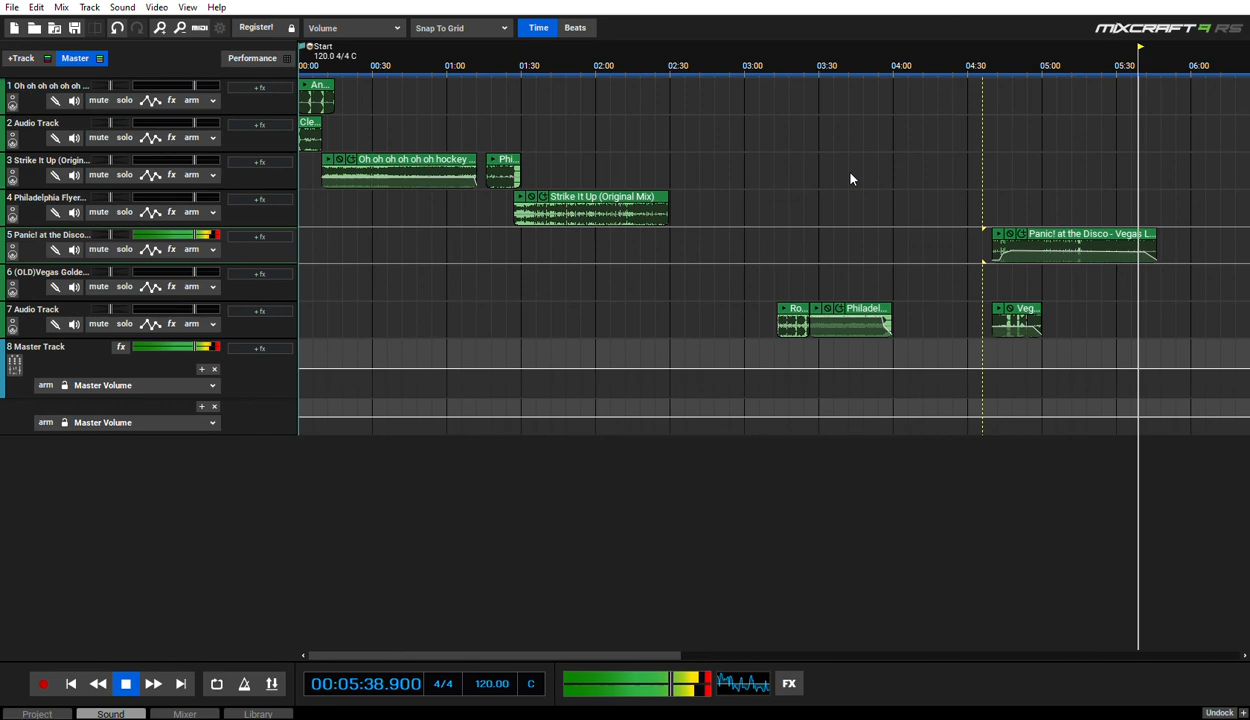 File Edit Mix Track Sound Video View Help
Register! Volume Snap To Grid Time Beats MIXCRAFT 9 RS
+Track Master Performance
Start
120.0 4/4 C
00:00 00:30 01:00 01:30 02:00 02:30 03:00 03:30 04:00 04:30 05:00 05:30 06:00
1 Oh oh oh oh oh oh ... +fx An...
mute solo fx arm
2 Audio Track +fx Cle...
mute solo fx arm
3 Strike It Up (Origin... +fx Oh oh oh oh oh oh hockey ... Phi...
mute solo fx arm
4 Philadelphia Flyer... +fx Strike It Up (Original Mix)
mute solo fx arm
5 Panic! at the Disco... +fx Panic! at the Disco - Vegas L...
mute solo fx arm
6 (OLD)Vegas Golde... +fx
mute solo fx arm
7 Audio Track +fx Ro... Philadel... Veg...
mute solo fx arm
8 Master Track fx +fx
arm Master Volume
arm Master Volume
00:05:38.900 4/4 120.00 C FX
Project Sound Mixer Library Undock